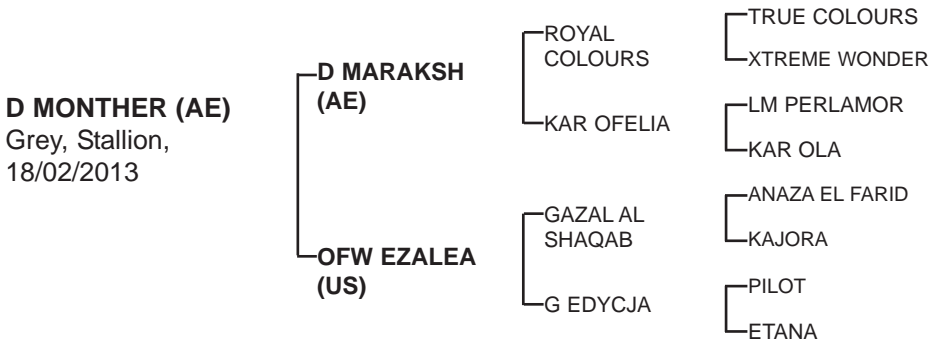 D MONTHER (AE)
Grey, Stallion,
18/02/2013
D MARAKSH
(AE)
OFW EZALEA
(US)
ROYAL
COLOURS
KAR OFELIA
GAZAL AL
SHAQAB
G EDYCJA
TRUE COLOURS
XTREME WONDER
LM PERLAMOR
KAR OLA
ANAZA EL FARID
KAJORA
PILOT
ETANA